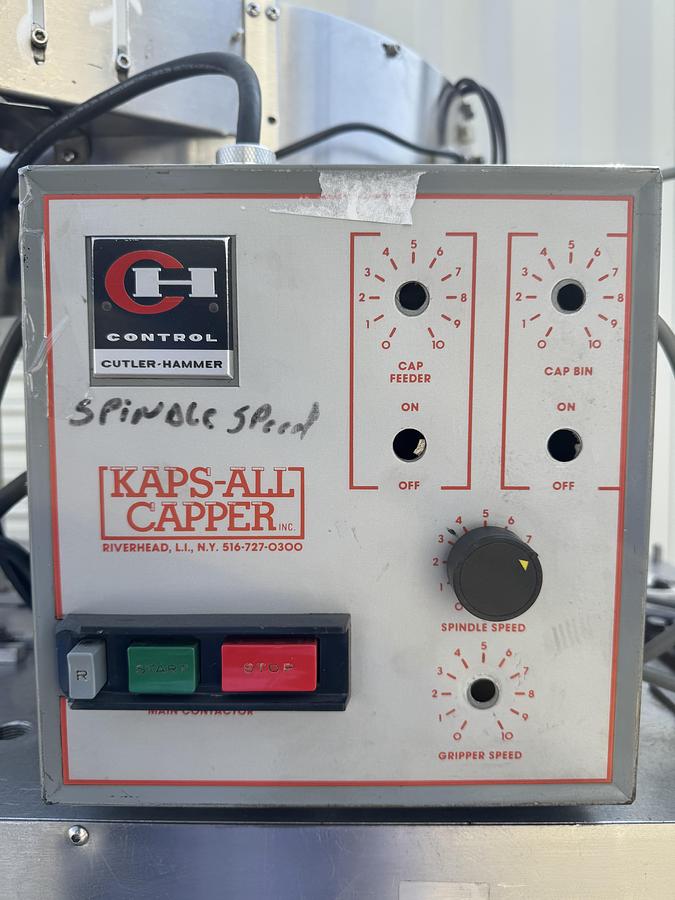 CH
CONTROL
CUTLER-HAMMER
SPINDLE SPeed
KAPS-ALL
CAPPER INC.
RIVERHEAD, L.I., N.Y. 516-727-0300
R START STOP
MAIN CONTACTOR
0 1 2 3 4 5 6 7 8 9 10
CAP
FEEDER
ON
OFF
0 1 2 3 4 5 6 7 8 9 10
CAP BIN
ON
OFF
0 1 2 3 4 5 6 7
SPINDLE SPEED
0 1 2 3 4 5 6 7 8 9 10
GRIPPER SPEED